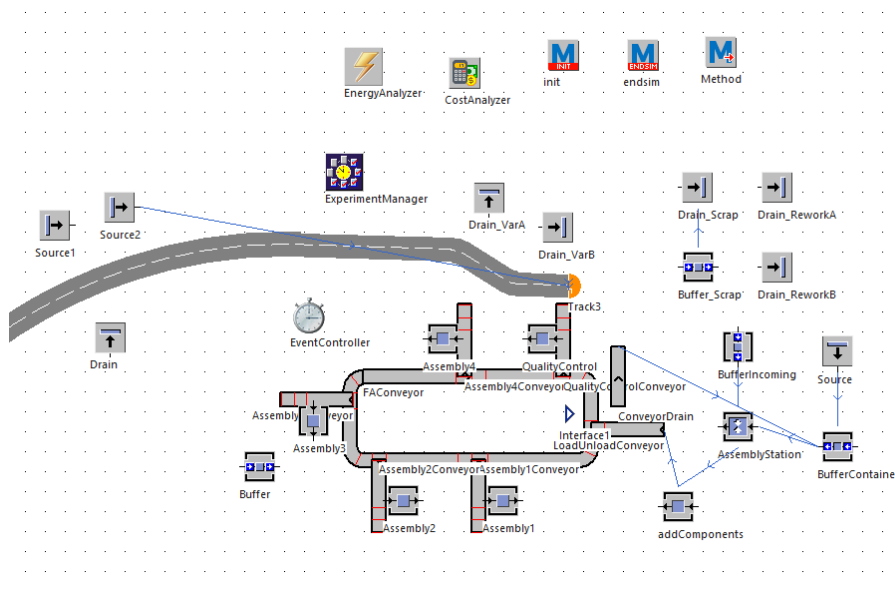 EnergyAnalyzer
CostAnalyzer
M
INIT
init
M
ENDSIM
endsim
M
Method
ExperimentManager
Source1
Source2
Drain_VarA
Drain_VarB
Drain_Scrap
Drain_ReworkA
Buffer_Scrap
Drain_ReworkB
Track3
EventController
Drain
Assembly4
QualityControl
BufferIncoming
Source
FAConveyor
Assembly4Conveyor
QualityControlConveyor
ConveyorDrain
Interface1
LoadUnloadConveyor
Assembly3
AssemblyStation
BufferContaine
Buffer
Assembly2Conveyor
Assembly1Conveyor
Assembly2
Assembly1
addComponents